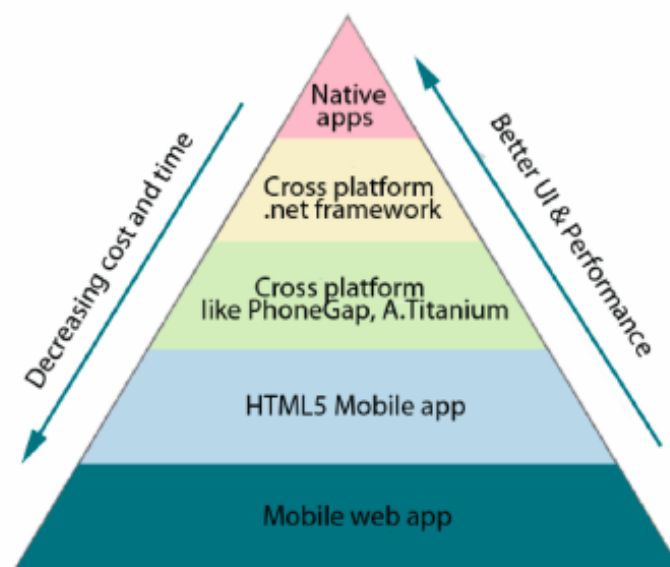 Native
apps
Cross platform
.net framework
Cross platform
like PhoneGap, A.Titanium
HTML5 Mobile app
Mobile web app
Decreasing cost and time
Better UI & Performance